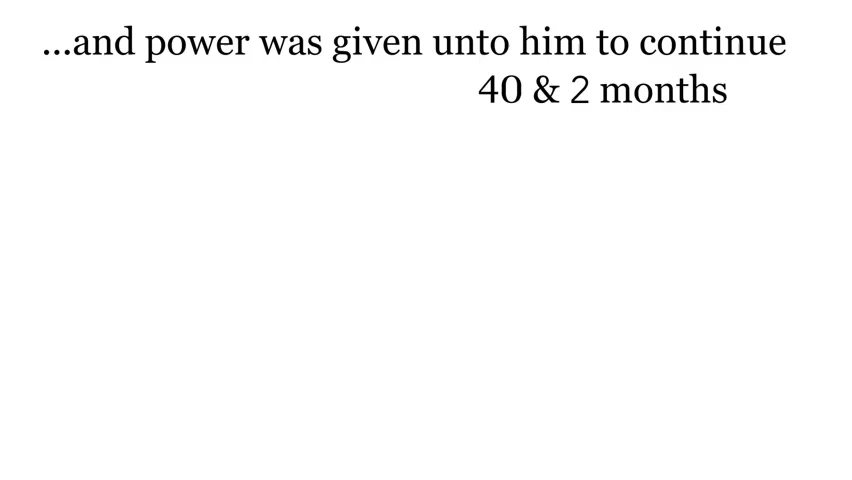 ...and power was given unto him to continue
40 & 2 months